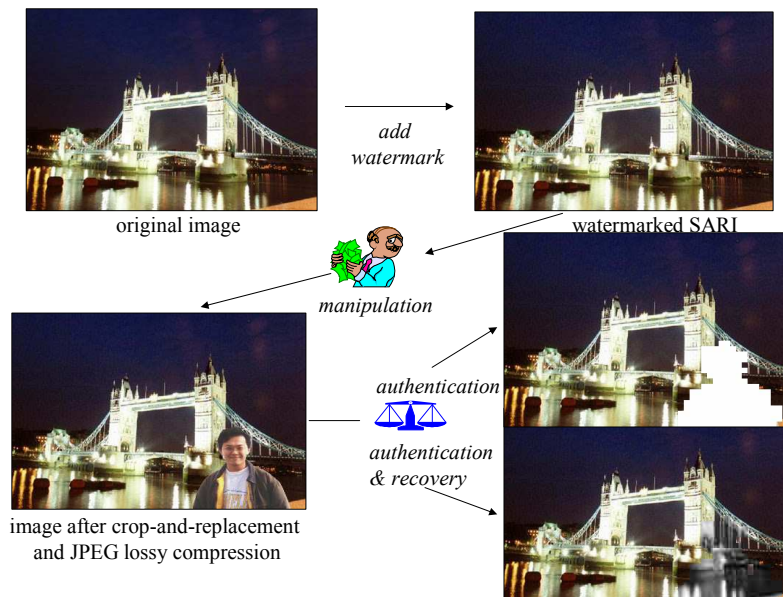 add
watermark
original image
watermarked SARI
manipulation
authentication
authentication
& recovery
image after crop-and-replacement
and JPEG lossy compression